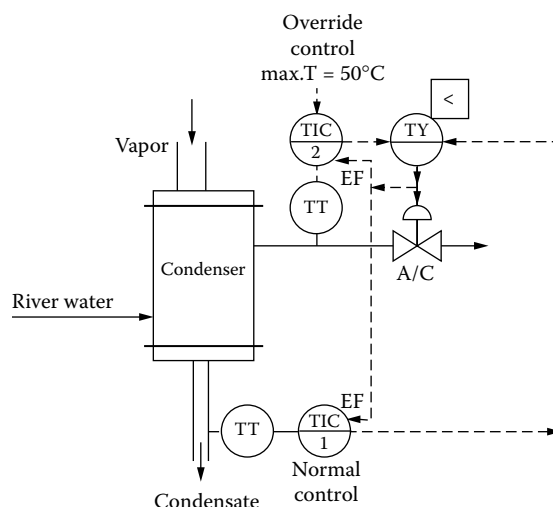 Override
control
max.T = 50°C
<
TIC
2
TY
Vapor
EF
TT
Condenser
A/C
River water
EF
TT
TIC
1
Normal
control
Condensate